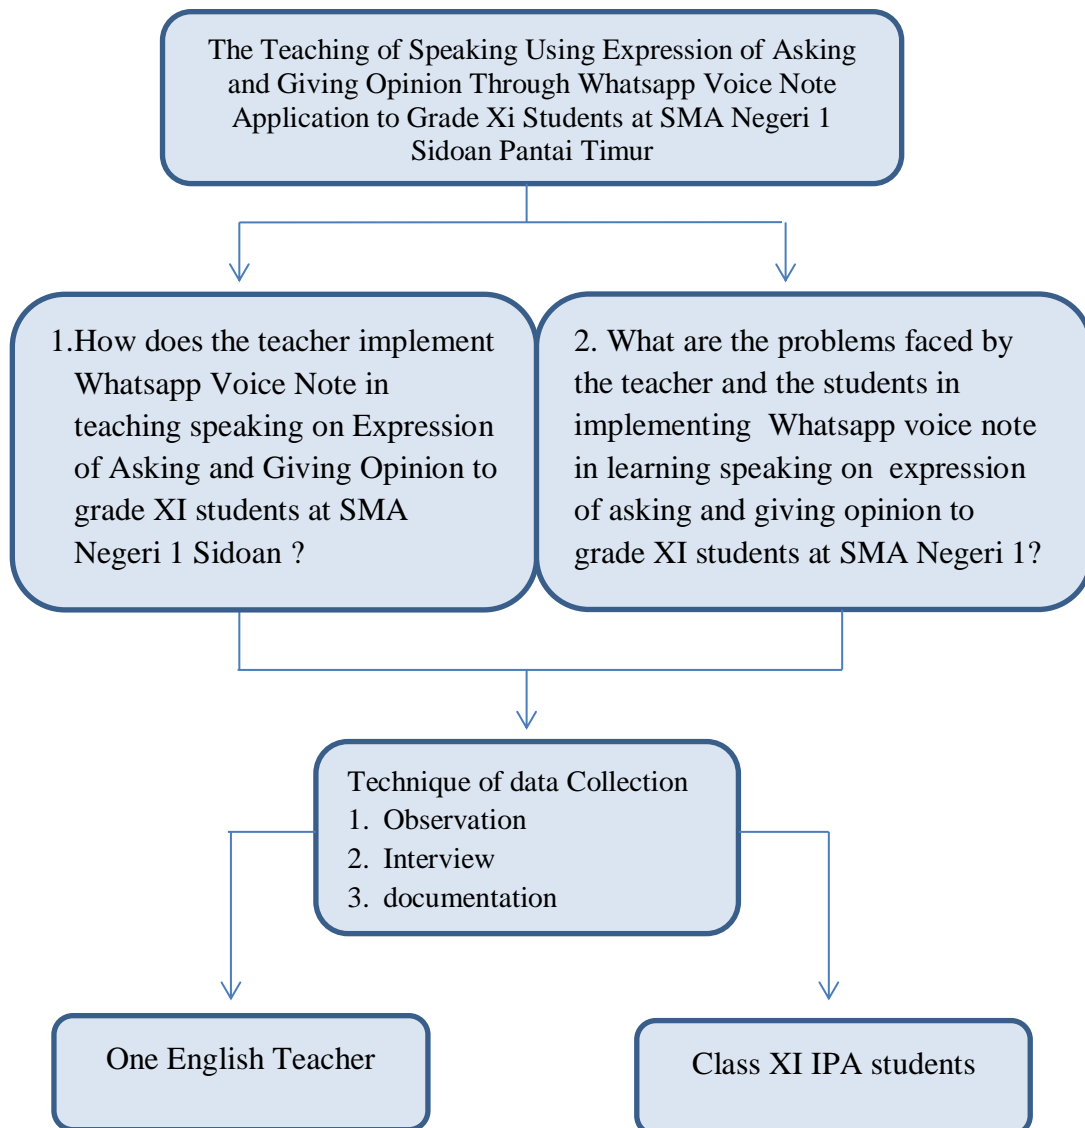 The Teaching of Speaking Using Expression of Asking
and Giving Opinion Through Whatsapp Voice Note
Application to Grade Xi Students at SMA Negeri 1
Sidoan Pantai Timur
1.How does the teacher implement
Whatsapp Voice Note in
teaching speaking on Expression
of Asking and Giving Opinion to
grade XI students at SMA
Negeri 1 Sidoan ?
2. What are the problems faced by
the teacher and the students in
implementing Whatsapp voice note
in learning speaking on expression
of asking and giving opinion to
grade XI students at SMA Negeri 1?
Technique of data Collection
1. Observation
2. Interview
3. documentation
One English Teacher
Class XI IPA students